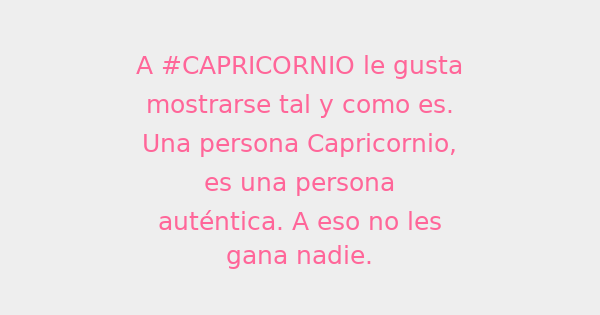 A #CAPRICORNIO le gusta
mostrarse tal y como es.
Una persona Capricornio,
es una persona
auténtica. A eso no les
gana nadie.